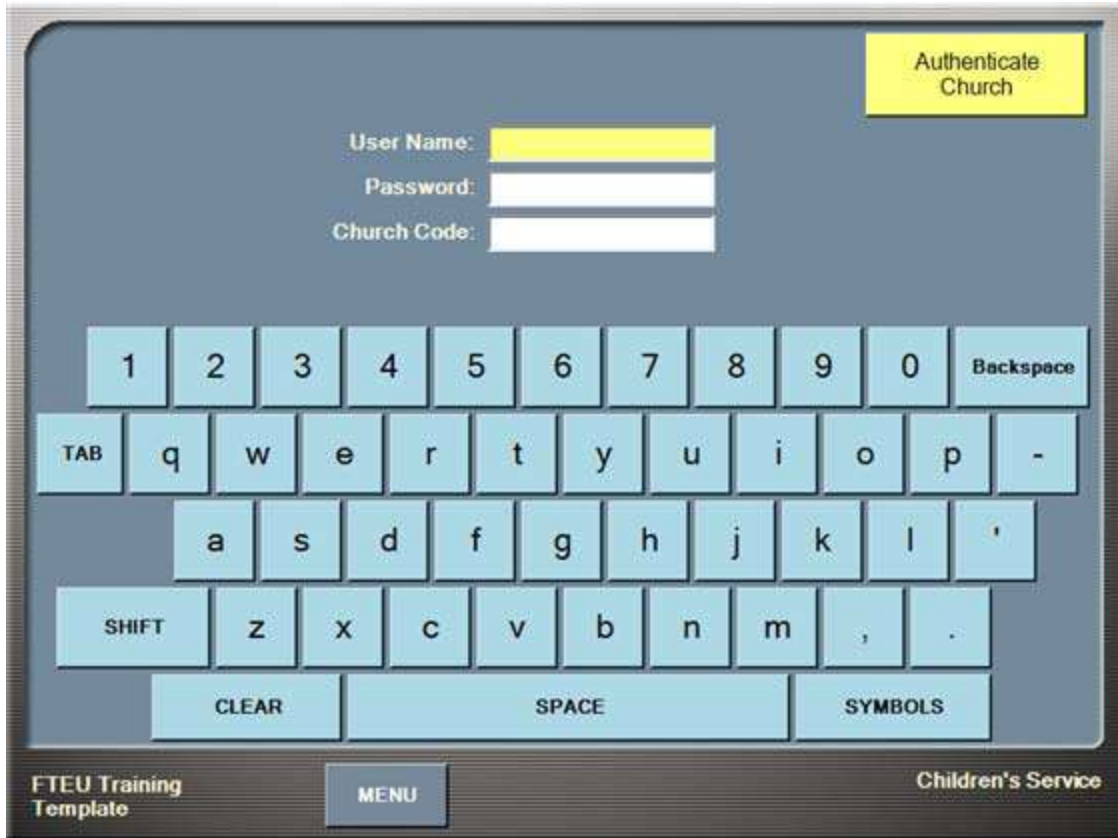 Authenticate
Church
User Name:
Password:
Church Code:
1 2 3 4 5 6 7 8 9 0 Backspace
TAB q w e r t y u i o p -
a s d f g h j k l '
SHIFT z x c v b n m , .
CLEAR SPACE SYMBOLS
FTEU Training
Template
MENU
Children's Service